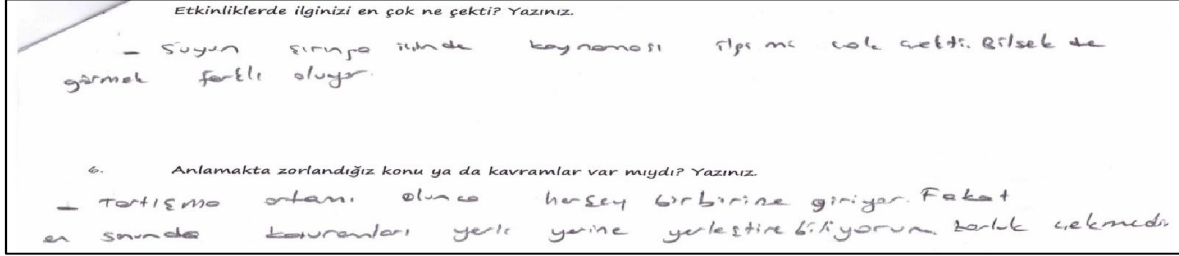 Etkinliklerde ilginizi en çok ne çekti? Yazınız.
- Suyun şırınga içinde kaynaması ilgimi çok çekti. Bilsek de
görmek farklı oluyor.
6. Anlamakta zorlandığız konu ya da kavramlar var mıydı? Yazınız.
- Tartışma ortamı olunca herşey birbirine giriyor. Fakat
en sonunda kavramları yerli yerine yerleştirebiliyorum. zorluk çekmedi.